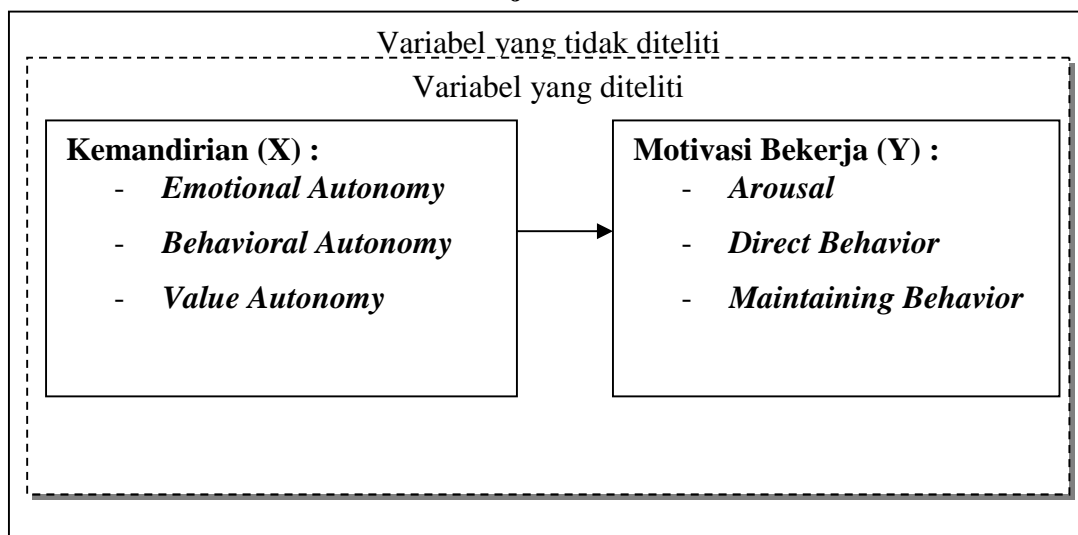 Variabel yang tidak diteliti
Variabel yang diteliti
Kemandirian (X) :
- Emotional Autonomy
- Behavioral Autonomy
- Value Autonomy
Motivasi Bekerja (Y) :
- Arousal
- Direct Behavior
- Maintaining Behavior